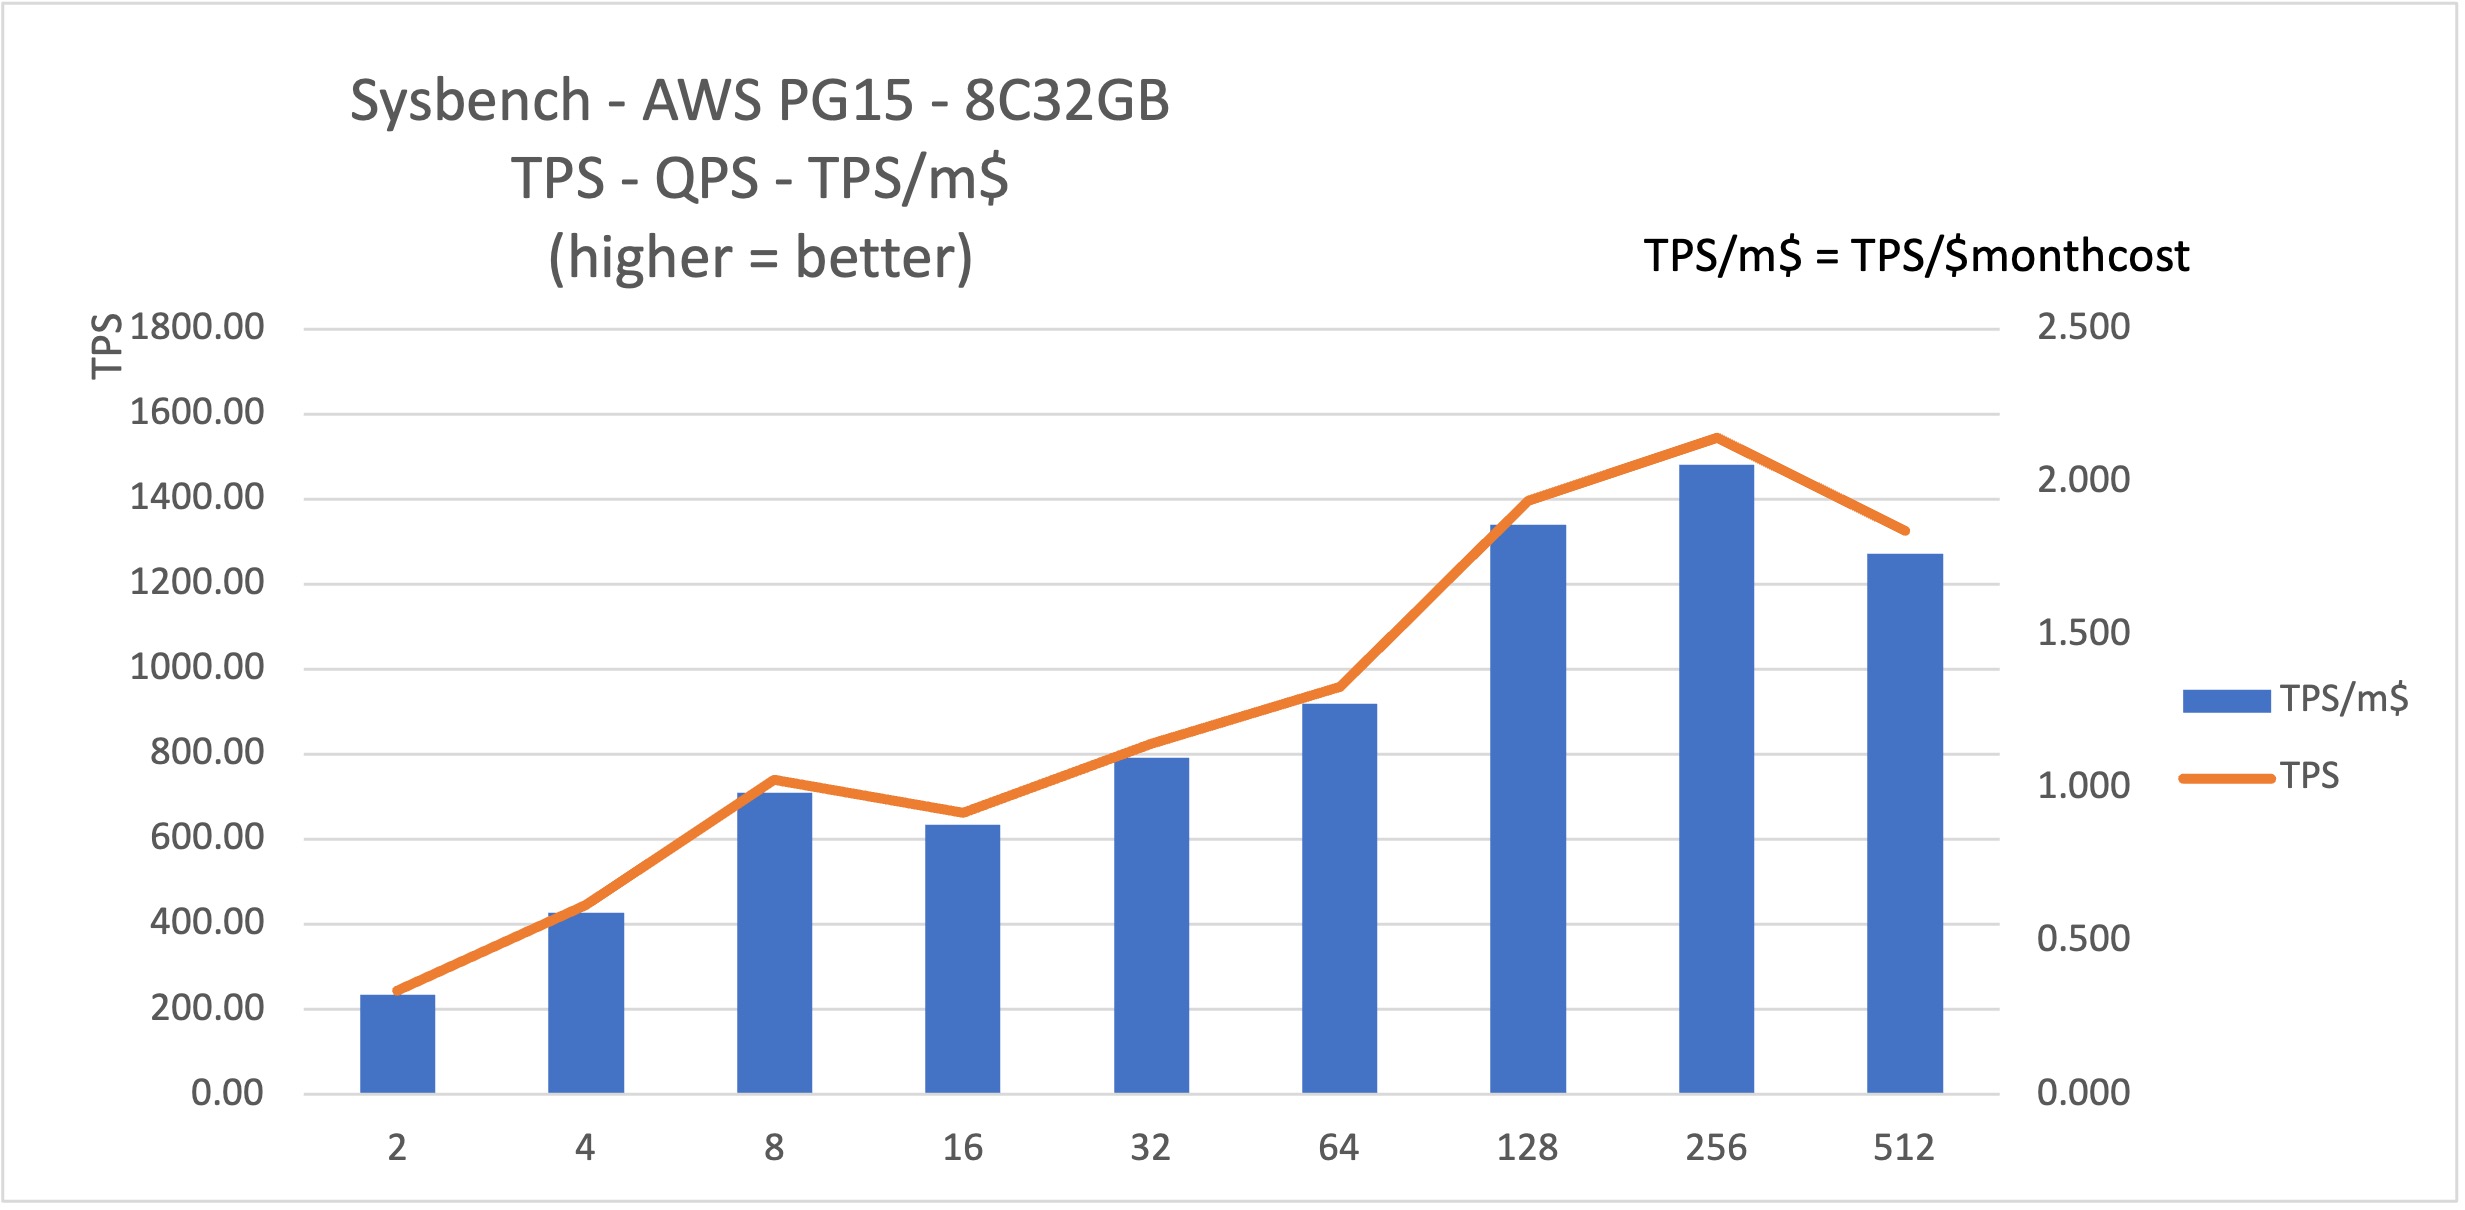 Sysbench - AWS PG15 - 8C32GB
TPS - QPS - TPS/m$
(higher = better)
TPS/m$ = TPS/$monthcost
TPS
1800.00
1600.00
1400.00
1200.00
1000.00
800.00
600.00
400.00
200.00
0.00
2.500
2.000
1.500
1.000
0.500
0.000
2 4 8 16 32 64 128 256 512
TPS/m$
TPS